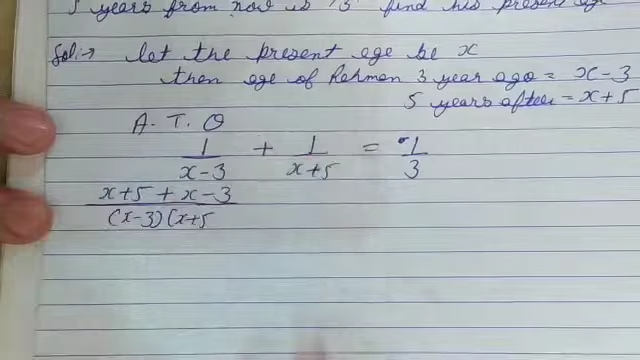 5 years from now is 1/3 find his present age
Sol:→ let the present age be x
then age of Rehman 3 year ago = x-3
5 years after = x+5
A. T. Q
1/(x-3) + 1/(x+5) = 1/3
(x+5 + x-3)/((x-3)(x+5